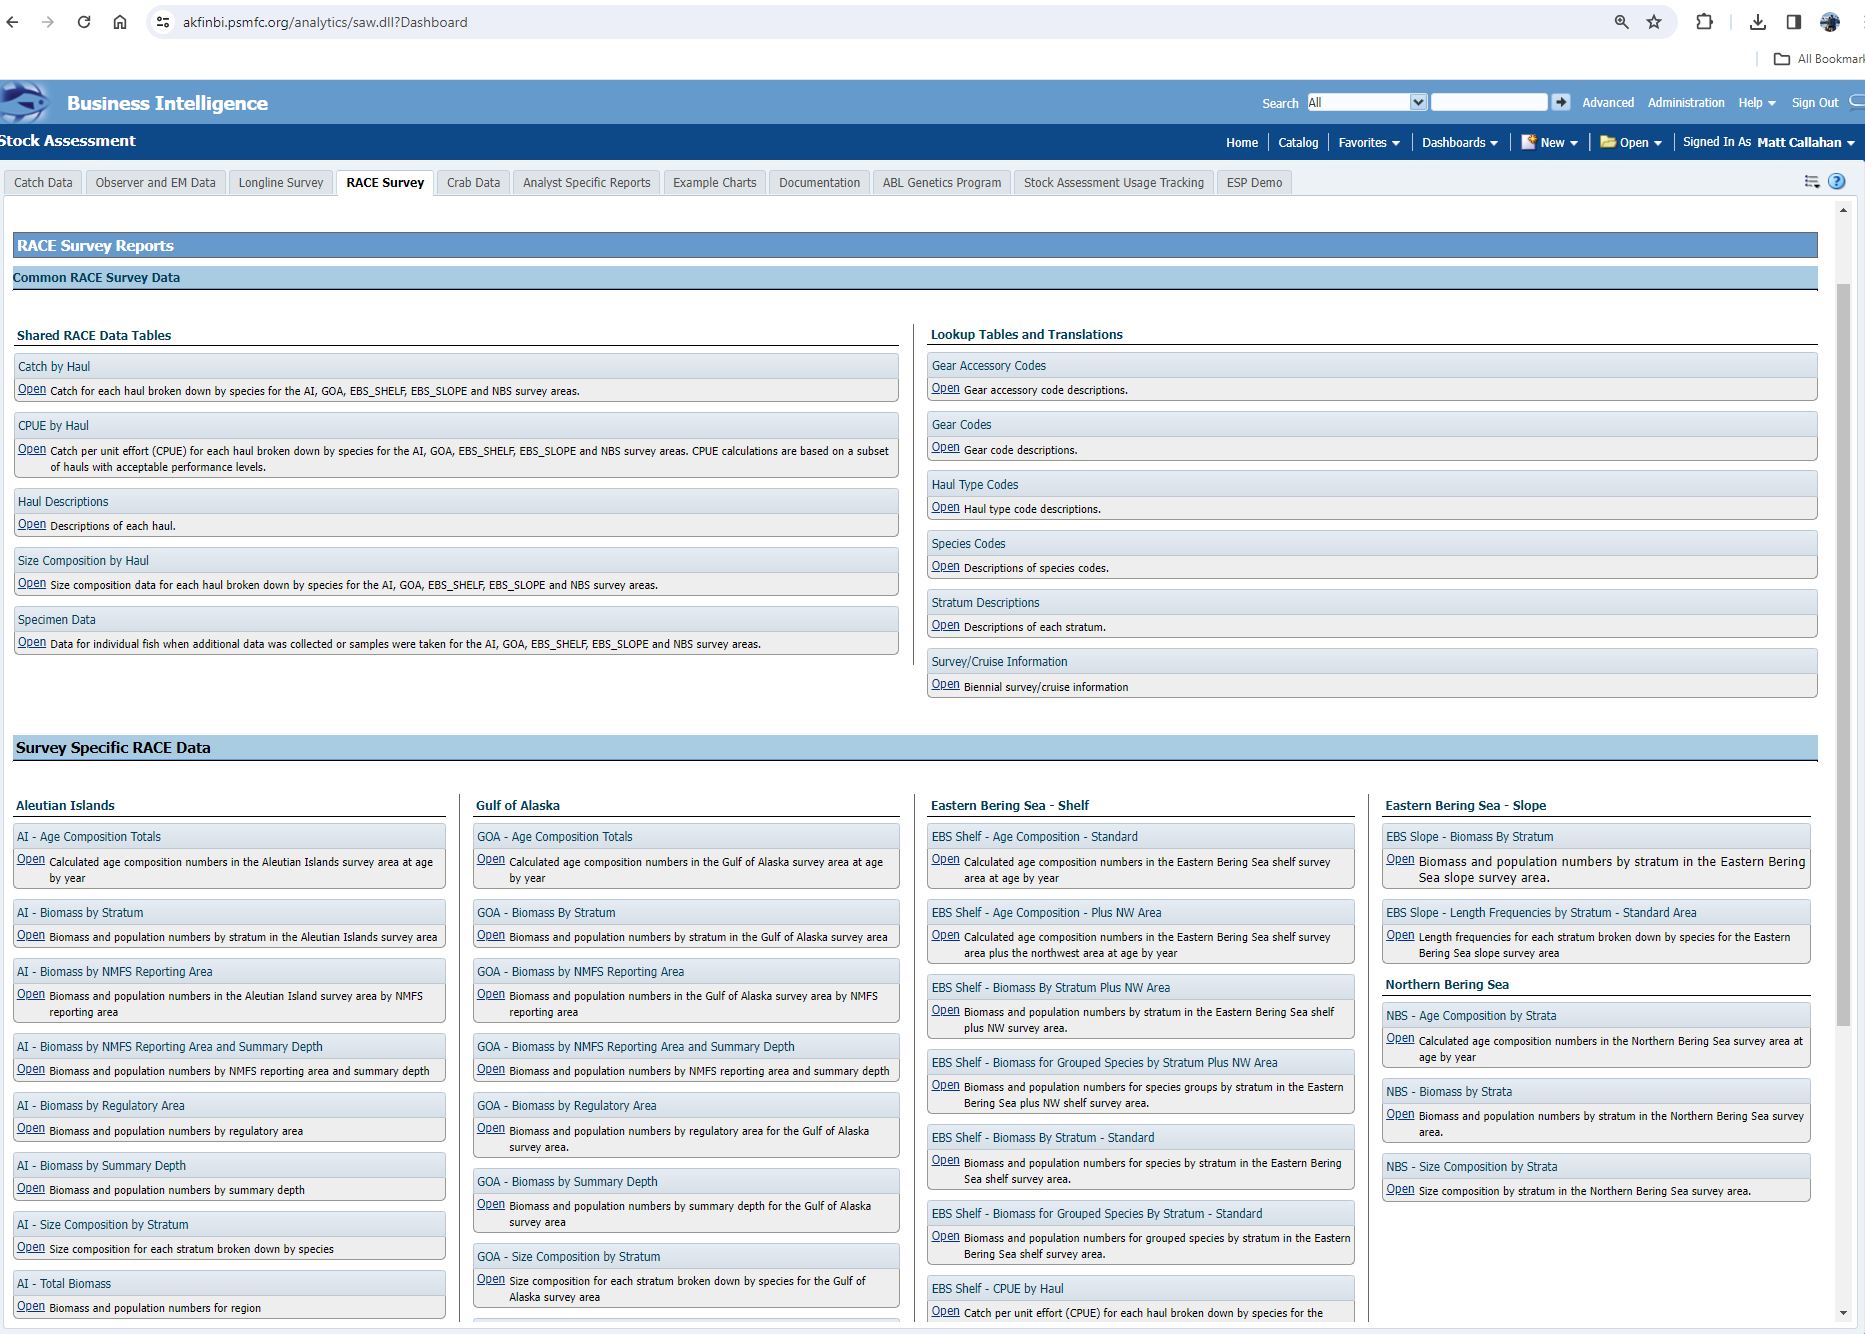 akfinbi.psmfc.org/analytics/saw.dll?Dashboard
All Bookmark
Business Intelligence
Search All Advanced Administration Help Sign Out
Stock Assessment
Home Catalog Favorites Dashboards New Open Signed In As Matt Callahan
Catch Data Observer and EM Data Longline Survey RACE Survey Crab Data Analyst Specific Reports Example Charts Documentation ABL Genetics Program Stock Assessment Usage Tracking ESP Demo
RACE Survey Reports
Common RACE Survey Data
Shared RACE Data Tables
Catch by Haul
Open Catch for each haul broken down by species for the AI, GOA, EBS_SHELF, EBS_SLOPE and NBS survey areas.
CPUE by Haul
Open Catch per unit effort (CPUE) for each haul broken down by species for the AI, GOA, EBS_SHELF, EBS_SLOPE and NBS survey areas. CPUE calculations are based on a subset
of hauls with acceptable performance levels.
Haul Descriptions
Open Descriptions of each haul.
Size Composition by Haul
Open Size composition data for each haul broken down by species for the AI, GOA, EBS_SHELF, EBS_SLOPE and NBS survey areas.
Specimen Data
Open Data for individual fish when additional data was collected or samples were taken for the AI, GOA, EBS_SHELF, EBS_SLOPE and NBS survey areas.
Lookup Tables and Translations
Gear Accessory Codes
Open Gear accessory code descriptions.
Gear Codes
Open Gear code descriptions.
Haul Type Codes
Open Haul type code descriptions.
Species Codes
Open Descriptions of species codes.
Stratum Descriptions
Open Descriptions of each stratum.
Survey/Cruise Information
Open Biennial survey/cruise information
Survey Specific RACE Data
Aleutian Islands
AI - Age Composition Totals
Open Calculated age composition numbers in the Aleutian Islands survey area at age
by year
AI - Biomass by Stratum
Open Biomass and population numbers by stratum in the Aleutian Islands survey area
AI - Biomass by NMFS Reporting Area
Open Biomass and population numbers in the Aleutian Island survey area by NMFS
reporting area
AI - Biomass by NMFS Reporting Area and Summary Depth
Open Biomass and population numbers by NMFS reporting area and summary depth
AI - Biomass by Regulatory Area
Open Biomass and population numbers by regulatory area
AI - Biomass by Summary Depth
Open Biomass and population numbers by summary depth
AI - Size Composition by Stratum
Open Size composition for each stratum broken down by species
AI - Total Biomass
Open Biomass and population numbers for region
Gulf of Alaska
GOA - Age Composition Totals
Open Calculated age composition numbers in the Gulf of Alaska survey area at age
by year
GOA - Biomass By Stratum
Open Biomass and population numbers by stratum in the Gulf of Alaska survey area
GOA - Biomass by NMFS Reporting Area
Open Biomass and population numbers in the Gulf of Alaska survey area by NMFS
reporting area
GOA - Biomass by NMFS Reporting Area and Summary Depth
Open Biomass and population numbers by NMFS reporting area and summary depth
GOA - Biomass by Regulatory Area
Open Biomass and population numbers by regulatory area for the Gulf of Alaska
survey area.
GOA - Biomass by Summary Depth
Open Biomass and population numbers by summary depth for the Gulf of Alaska
survey area
GOA - Size Composition by Stratum
Open Size composition for each stratum broken down by species for the Gulf of
Alaska survey area
Eastern Bering Sea - Shelf
EBS Shelf - Age Composition - Standard
Open Calculated age composition numbers in the Eastern Bering Sea shelf survey
area at age by year
EBS Shelf - Age Composition - Plus NW Area
Open Calculated age composition numbers in the Eastern Bering Sea shelf survey
area plus the northwest area at age by year
EBS Shelf - Biomass By Stratum Plus NW Area
Open Biomass and population numbers by stratum in the Eastern Bering Sea shelf
plus NW survey area.
EBS Shelf - Biomass for Grouped Species by Stratum Plus NW Area
Open Biomass and population numbers for species groups by stratum in the Eastern
Bering Sea plus NW shelf survey area.
EBS Shelf - Biomass By Stratum - Standard
Open Biomass and population numbers for species by stratum in the Eastern Bering
Sea shelf survey area.
EBS Shelf - Biomass for Grouped Species By Stratum - Standard
Open Biomass and population numbers for grouped species by stratum in the Eastern
Bering Sea shelf survey area.
EBS Shelf - CPUE by Haul
Open Catch per unit effort (CPUE) for each haul broken down by species for the
Eastern Bering Sea - Slope
EBS Slope - Biomass By Stratum
Open Biomass and population numbers by stratum in the Eastern Bering
Sea slope survey area.
EBS Slope - Length Frequencies by Stratum - Standard Area
Open Length frequencies for each stratum broken down by species for the Eastern
Bering Sea slope survey area
Northern Bering Sea
NBS - Age Composition by Strata
Open Calculated age composition numbers in the Northern Bering Sea survey area at
age by year
NBS - Biomass by Strata
Open Biomass and population numbers by stratum in the Northern Bering Sea survey
area.
NBS - Size Composition by Strata
Open Size composition by stratum in the Northern Bering Sea survey area.